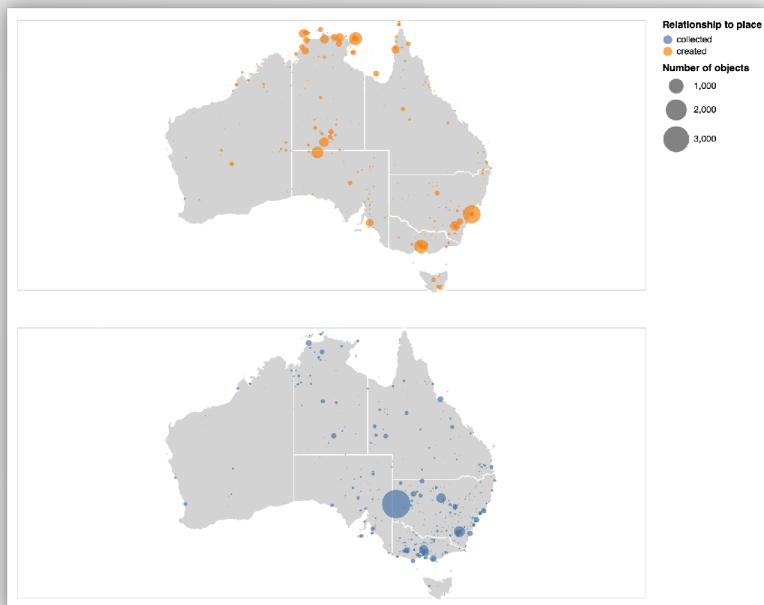 Relationship to place
collected
created
Number of objects
1,000
2,000
3,000